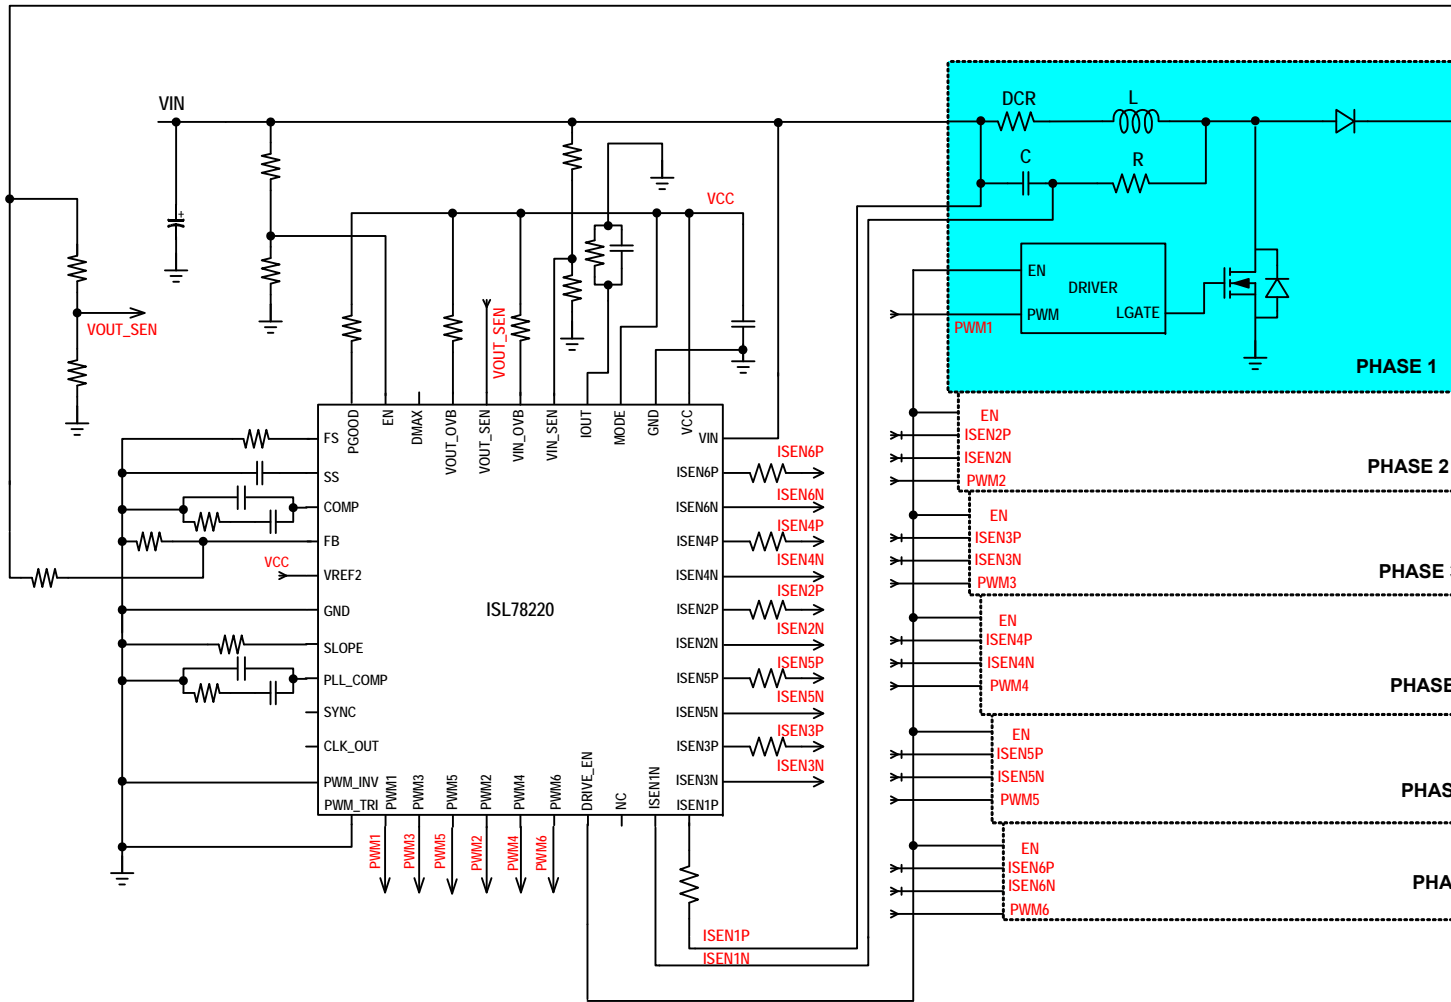 VIN
VCC
VOUT_SEN
VOUT_SEN
DCR
L
C
R
EN
DRIVER
PWM
LGATE
PWM1
PHASE 1
PGOOD
EN
DMAX
VOUT_OVB
VOUT_SEN
VIN_OVB
VIN_SEN
IOUT
MODE
GND
VCC
FS
SS
COMP
FB
VCC
VREF2
GND
SLOPE
PLL_COMP
SYNC
CLK_OUT
PWM_INV
PWM_TRI
ISL78220
VIN
ISEN6P
ISEN6N
ISEN4P
ISEN4N
ISEN2P
ISEN2N
ISEN5P
ISEN5N
ISEN3P
ISEN3N
ISEN1P
ISEN6P
ISEN6N
ISEN4P
ISEN4N
ISEN2P
ISEN2N
ISEN5P
ISEN5N
ISEN3P
ISEN3N
PWM1
PWM3
PWM5
PWM2
PWM4
PWM6
DRIVE_EN
NC
ISEN1N
PWM1
PWM3
PWM5
PWM2
PWM4
PWM6
ISEN1P
ISEN1N
EN
ISEN2P
ISEN2N
PWM2
PHASE 2
EN
ISEN3P
ISEN3N
PWM3
PHASE
EN
ISEN4P
ISEN4N
PWM4
PHASE
EN
ISEN5P
ISEN5N
PWM5
PHAS
EN
ISEN6P
ISEN6N
PWM6
PHA